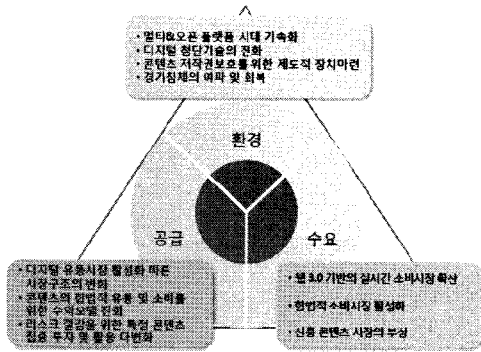 • 멀티&오픈 플랫폼 시대 가속화
• 디지털 첨단기술의 진화
• 콘텐츠 저작권보호를 위한 제도적 장치마련
• 경기침체의 여파 및 회복
환경
공급
수요
• 디지털 유통시장 활성화 따른
시장구조의 변화
• 콘텐츠의 합법적 유통 및 소비를
위한 수익모델 진화
• 리스크 절감을 위한 특정 콘텐츠
집중 투자 및 활용 다변화
• 웹 3.0 기반의 실시간 소비시장 확산
• 합법적 소비시장 활성화
• 신흥 콘텐츠 시장의 부상